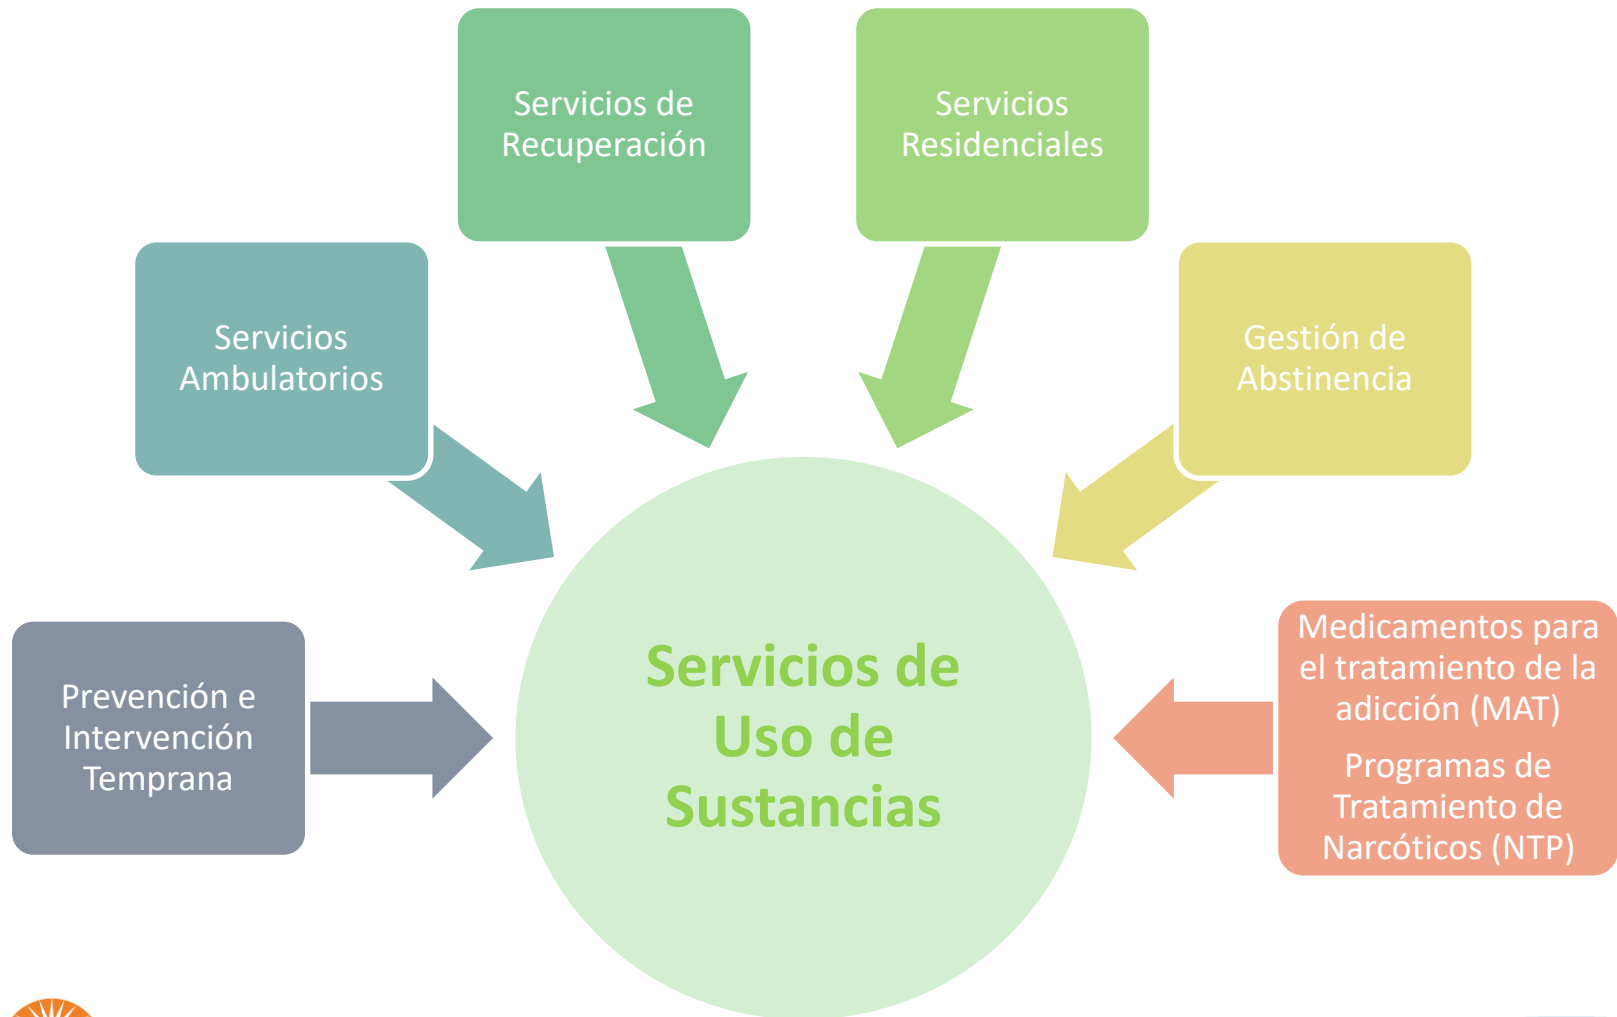 Servicios de
Recuperación
Servicios
Residenciales
Servicios
Ambulatorios
Gestión de
Abstinencia
Prevención e
Intervención
Temprana
Servicios de
Uso de
Sustancias
Medicamentos para
el tratamiento de la
adicción (MAT)
Programas de
Tratamiento de
Narcóticos (NTP)